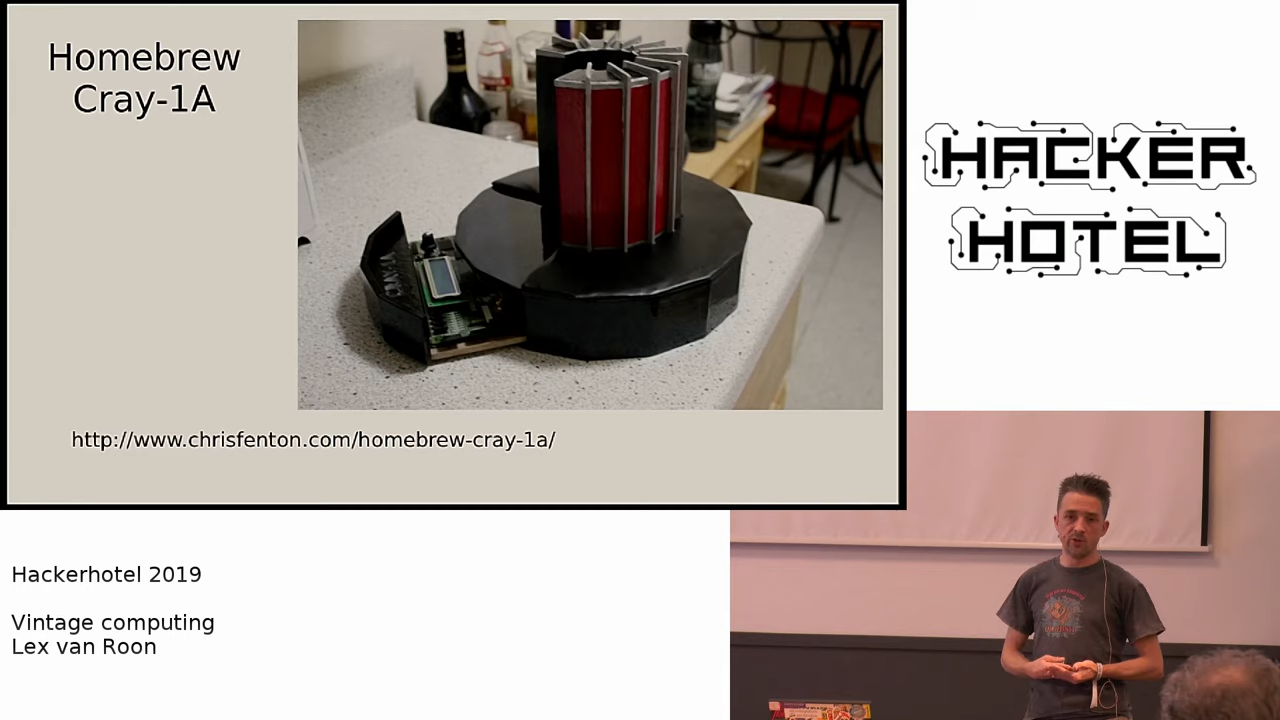 Homebrew
Cray-1A
http://www.chrisfenton.com/homebrew-cray-1a/
HACKER
HOTEL
Hackerhotel 2019
Vintage computing
Lex van Roon